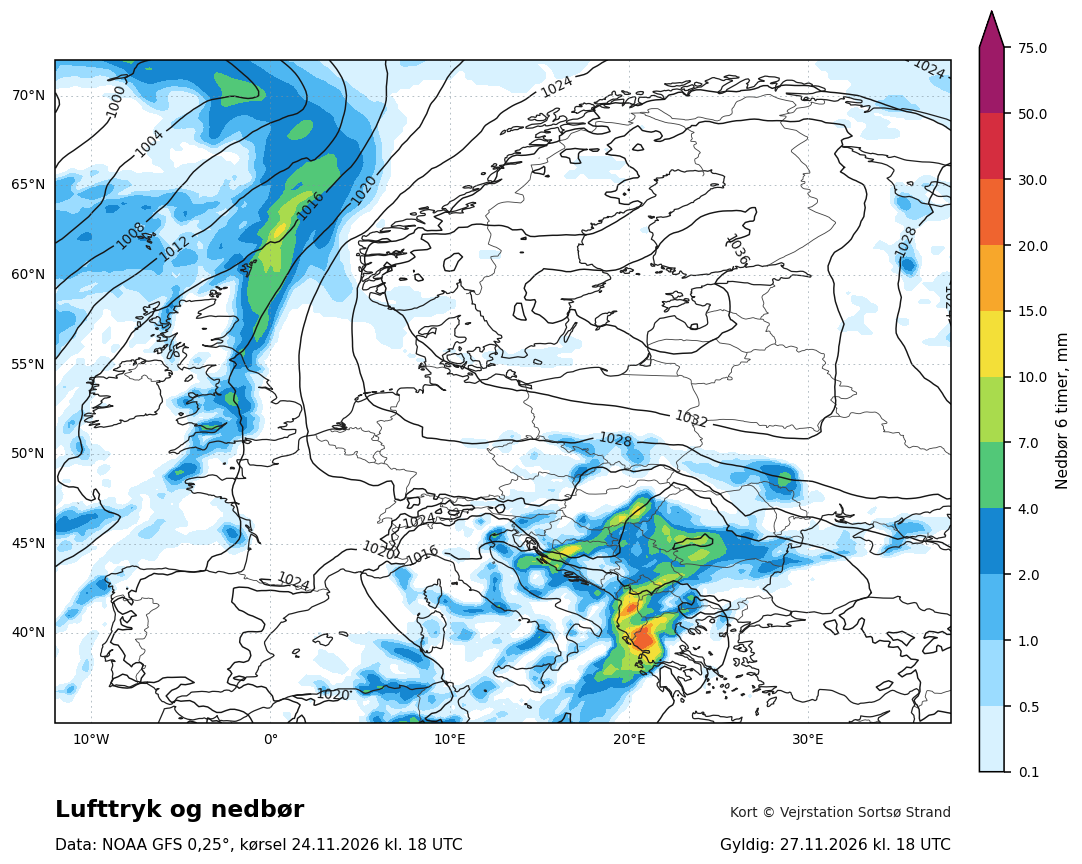 75.0
50.0
30.0
20.0
15.0
10.0
7.0
4.0
2.0
1.0
0.5
0.1
Nedbør 6 timer, mm
70°N
65°N
60°N
55°N
50°N
45°N
40°N
10°W
0°
10°E
20°E
30°E
1000
1004
1008
1012
1016
1020
1024
1024
1036
1028
1032
1028
1024
1020
1016
1024
1020
Lufttryk og nedbør
Kort © Vejrstation Sortsø Strand
Data: NOAA GFS 0,25°, kørsel 24.11.2026 kl. 18 UTC
Gyldig: 27.11.2026 kl. 18 UTC